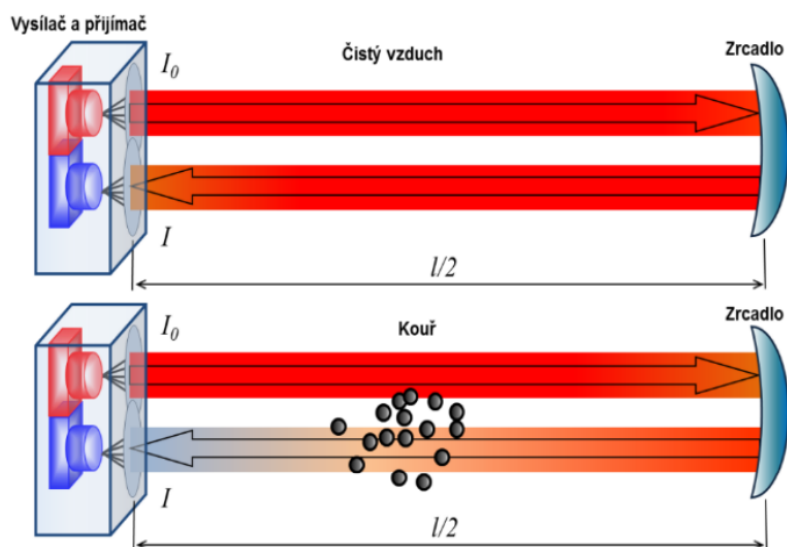 Vysílač a přijímač
I₀
Čistý vzduch
Zrcadlo
I
l/2
I₀
Kouř
Zrcadlo
I
l/2